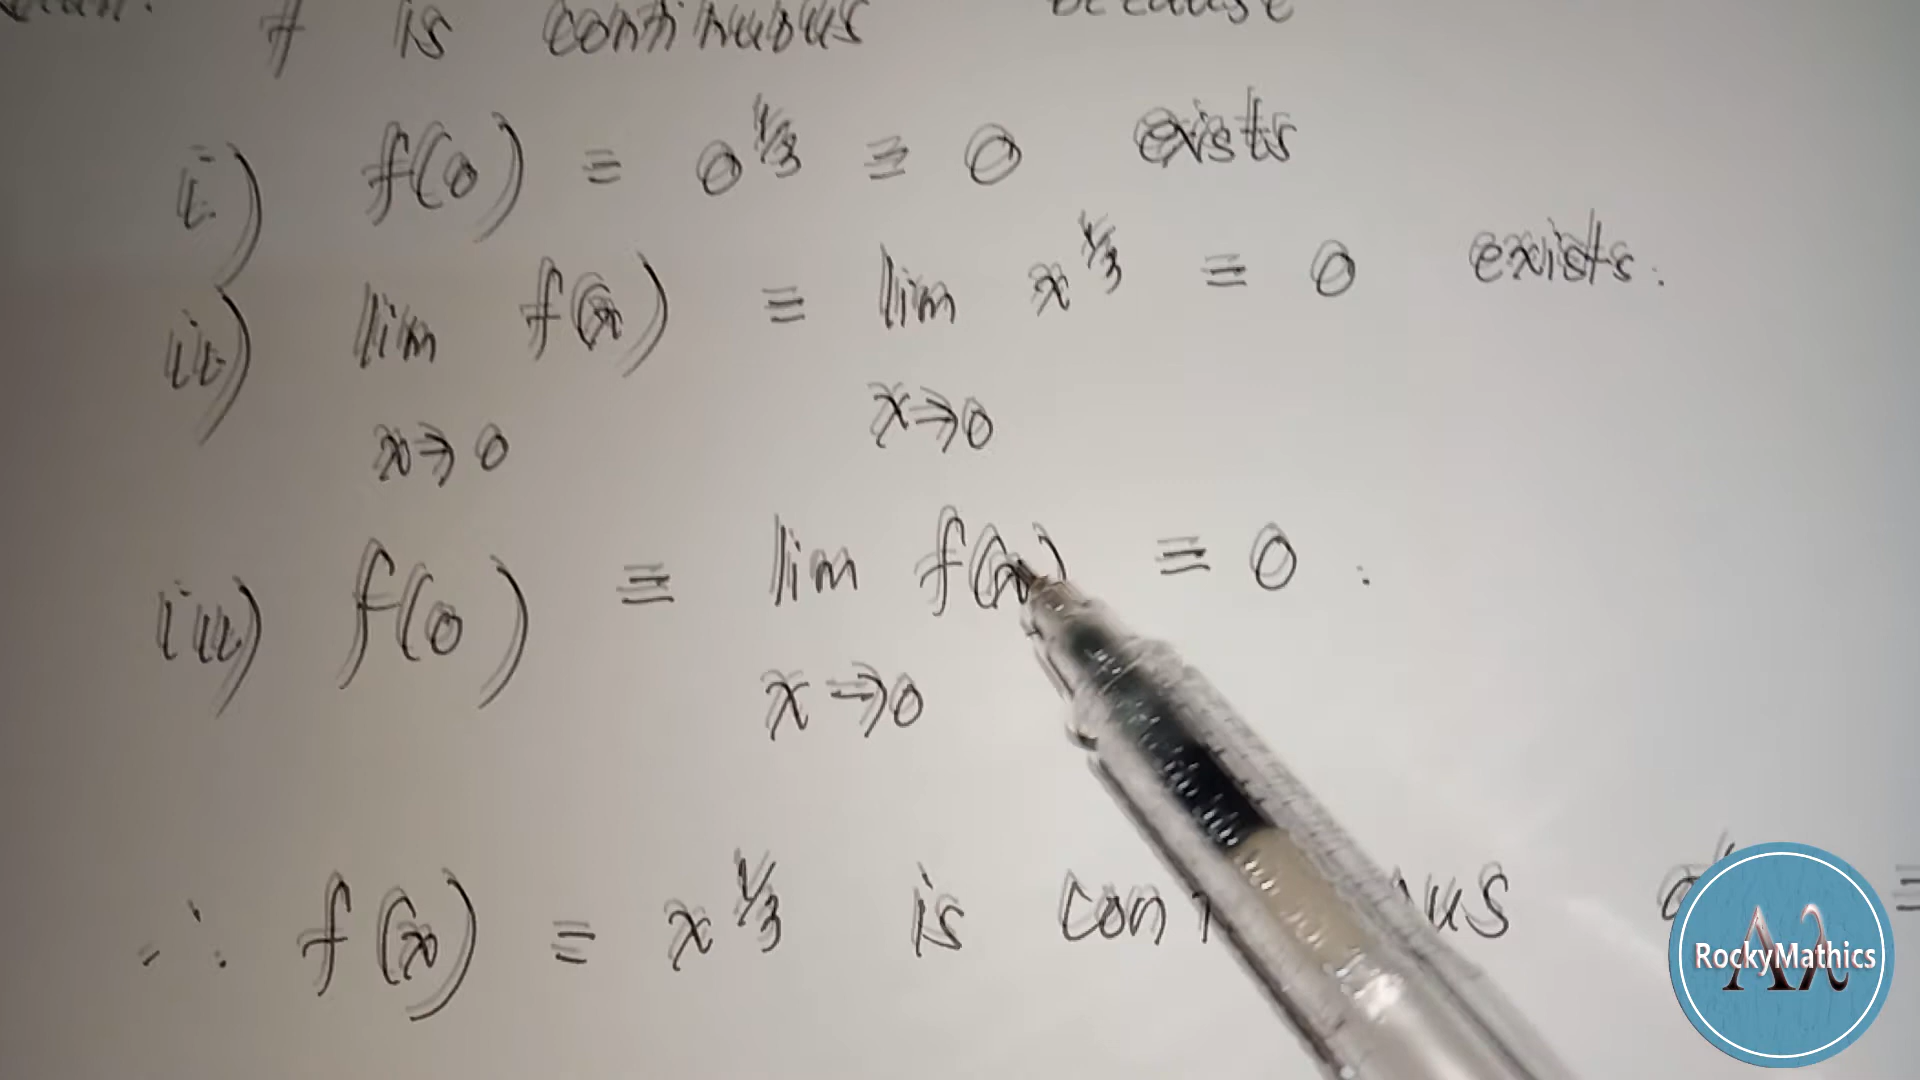 f is continuous because
i) f(0) = 0^{1/3} = 0 exists
ii) lim f(x) = lim x^{1/3} = 0 exists.
x→0 x→0
iii) f(0) = lim f(x) = 0.
x→0
∴ f(x) = x^{1/3} is =
RockyMathics